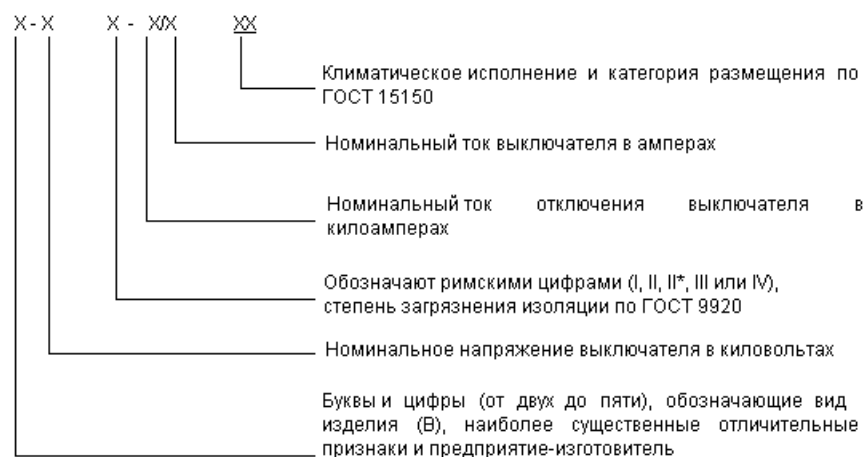 X - X X - X/X XX
Климатическое исполнение и категория размещения по
ГОСТ 15150
Номинальный ток выключателя в амперах
Номинальный ток отключения выключателя в
килоамперах
Обозначают римскими цифрами (I, II, II*, III или IV),
степень загрязнения изоляции по ГОСТ 9920
Номинальное напряжение выключателя в киловольтах
Буквы и цифры (от двух до пяти), обозначающие вид
изделия (В), наиболее существенные отличительные
признаки и предприятие-изготовитель